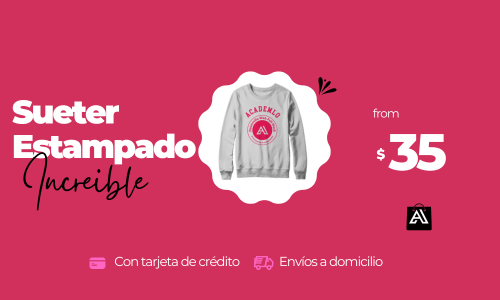 Sueter
Estampado
Increible
ACADEMLO
from
$ 35
Con tarjeta de crédito
Envíos a domicilio